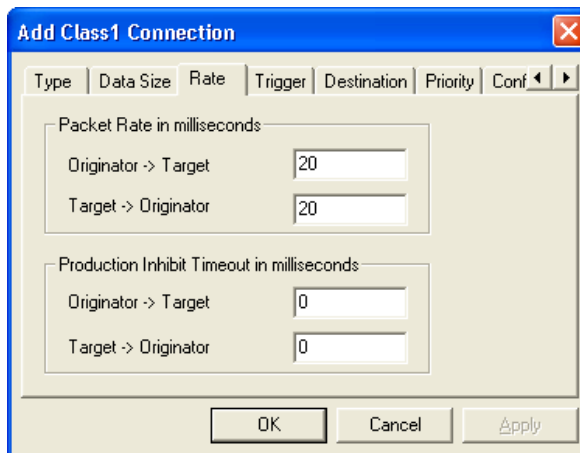 Add Class1 Connection
Type Data Size Rate Trigger Destination Priority
Packet Rate in milliseconds
Originator -> Target 20
Target -> Originator 20
Production Inhibit Timeout in milliseconds
Originator -> Target 0
Target -> Originator 0
OK Cancel Apply